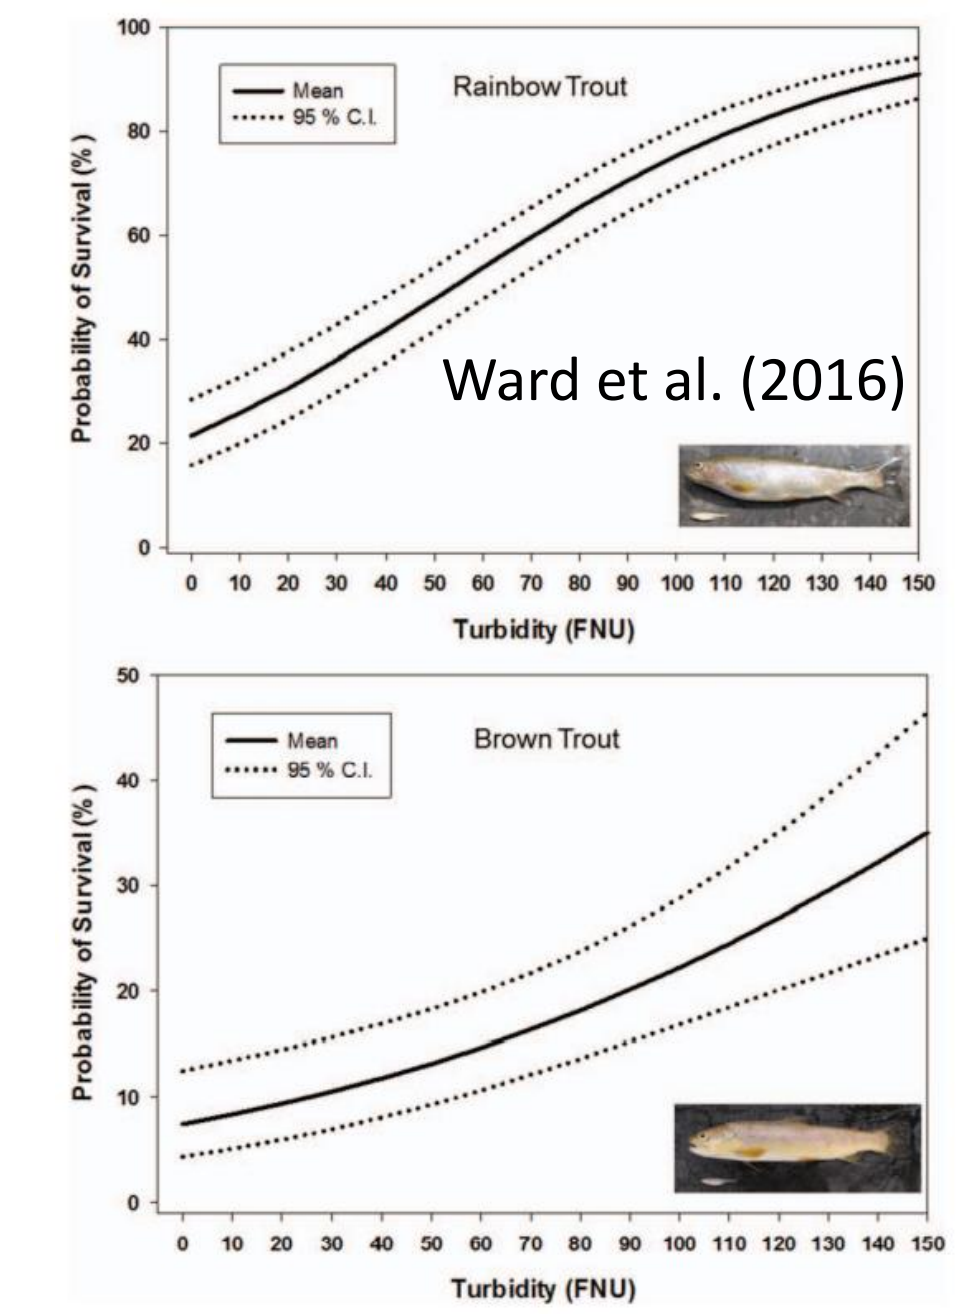 100
80
60
40
20
0
Probability of Survival (%)
Mean
95 % C.I.
Rainbow Trout
Ward et al. (2016)
0 10 20 30 40 50 60 70 80 90 100 110 120 130 140 150
Turbidity (FNU)
50
40
30
20
10
0
Probability of Survival (%)
Mean
95 % C.I.
Brown Trout
0 10 20 30 40 50 60 70 80 90 100 110 120 130 140 150
Turbidity (FNU)